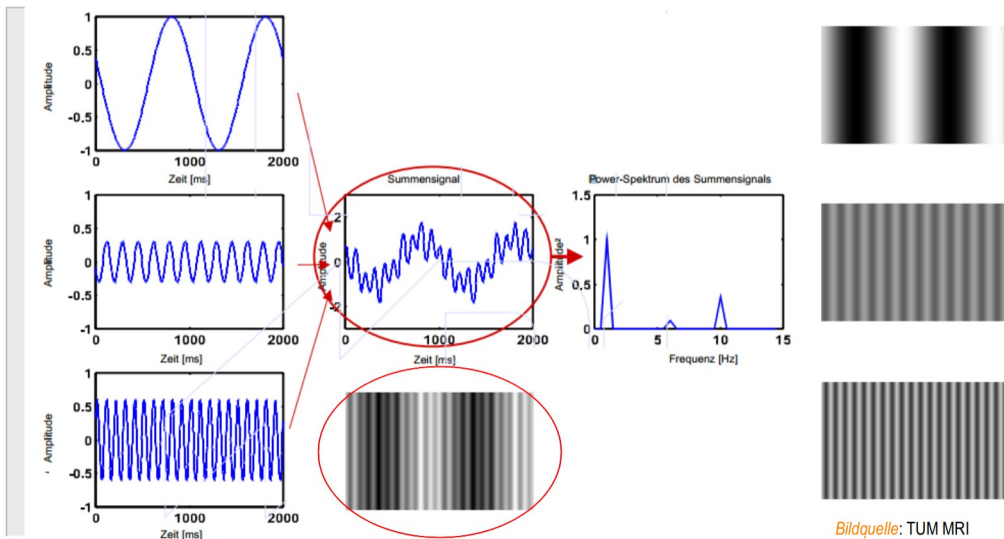 1
0.5
0
-0.5
-1
Amplitude
0
1000
2000
Zeit [ms]
1
0.5
0
-0.5
-1
Amplitude
0
1000
2000
Zeit [ms]
1
0.5
0
-0.5
-1
Amplitude
0
1000
2000
Zeit [ms]
Summensignal
2
0
-2
Amplitude
0
1000
2000
Zeit [ms]
Power-Spektrum des Summensignals
1.5
1
0.5
0
Amplitude²
0
5
10
15
Frequenz [Hz]
Bildquelle: TUM MRI